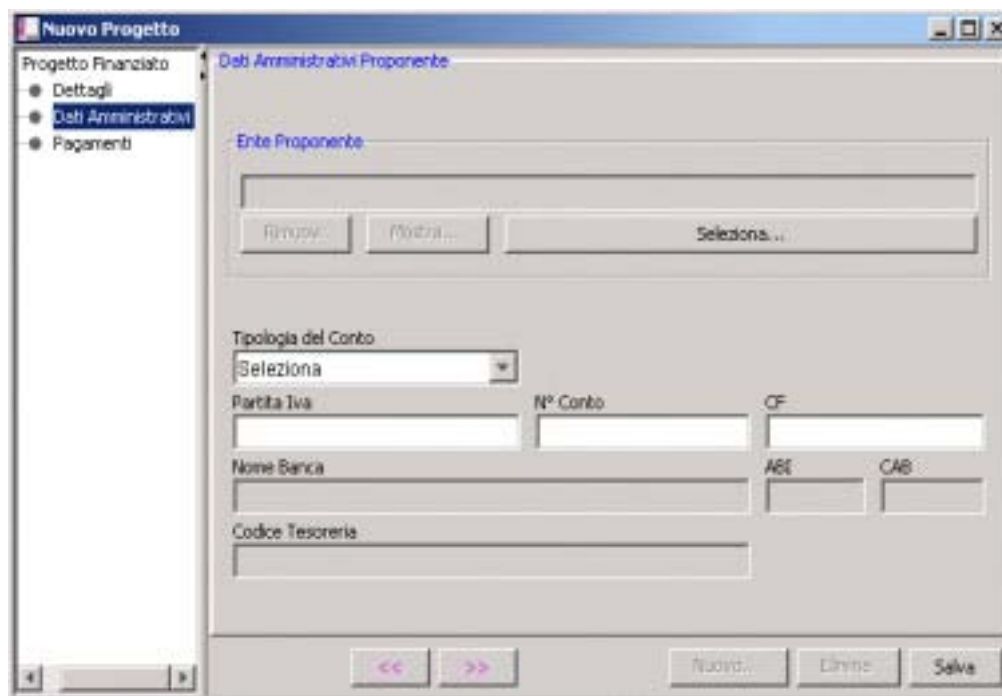 Nuovo Progetto
Progetto Finanziato
Dettagli
Dati Amministrativi
Pagamenti
Dati Amministrativi Proponente
Ente Proponente
Mostra... Seleziona...
Tipologia del Conto
Seleziona
Partita Iva N° Conto CF
Nome Banca ABI CAB
Codice Tesoreria
<< >> Nuovo... Salva